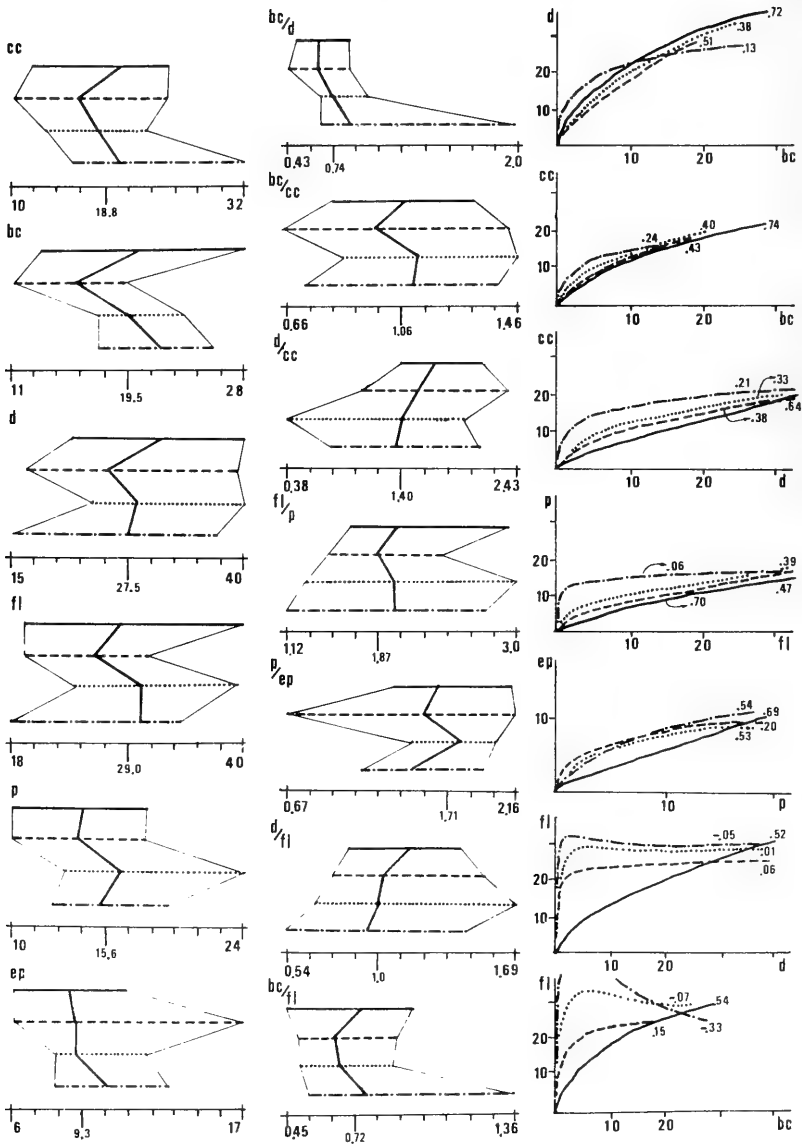 cc
10 18,8 32
bc
11 19,5 28
d
15 27,5 40
fl
18 29,0 40
p
10 15,6 24
ep
6 9,3 17
bc/d
0,43 0,74 2,0
bc/cc
0,66 1,06 1,46
d/cc
0,38 1,40 2,43
fl/p
1,12 1,87 3,0
p/ep
0,67 1,71 2,16
d/fl
0,54 1,0 1,69
bc/fl
0,45 0,72 1,36
d
.72
.38
.51
.13
20
10
10 20 bc
cc
.74
.40
.24
.43
20
10
10 20 bc
cc
.33
.21
.64
.38
20
10
10 20 d
p
.39
.06
.47
.70
20
10
10 20 fl
ep
.54
.69
.20
.53
10
10 p
fl
-.05 .52
.01
.06
20
10
10 20 d
fl
-.07
.54
.15
-.33
20
10
10 20 bc